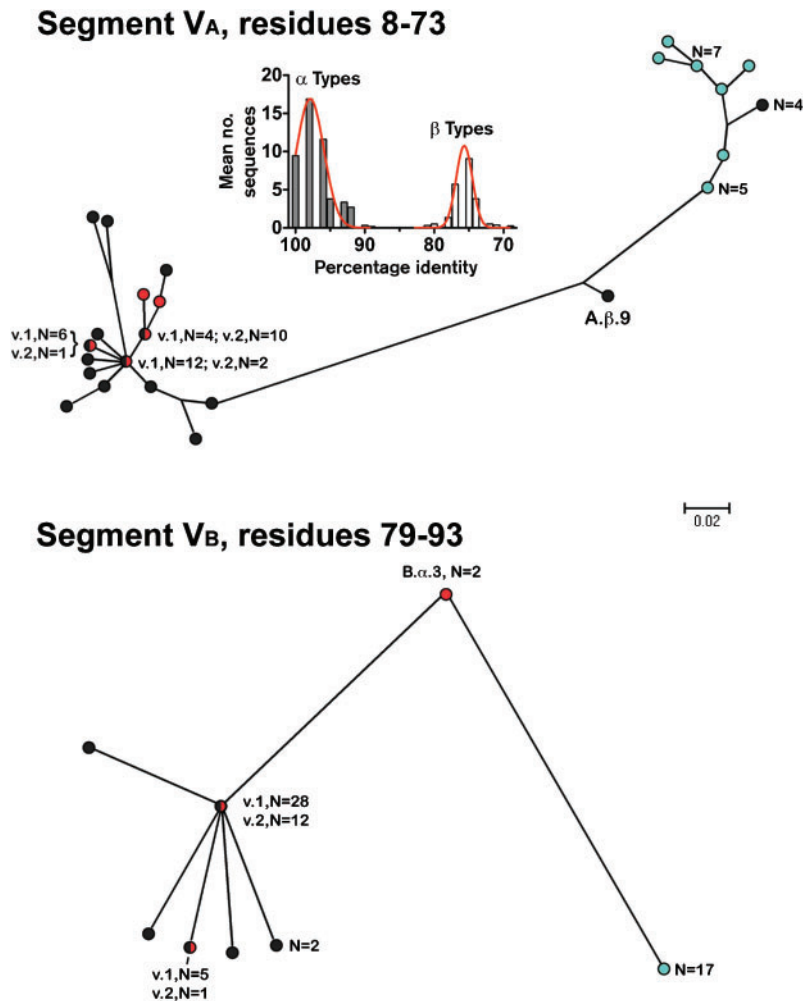 Segment VA, residues 8-73
α Types
β Types
20
15
10
5
0
Mean no.
sequences
100
90
80
70
Percentage identity
N=7
N=4
N=5
A.β.9
v.1,N=6
v.2,N=1
v.1,N=4; v.2,N=10
v.1,N=12; v.2,N=2
0.02
Segment VB, residues 79-93
B.α.3, N=2
v.1,N=28
v.2,N=12
N=2
v.1,N=5
v.2,N=1
N=17